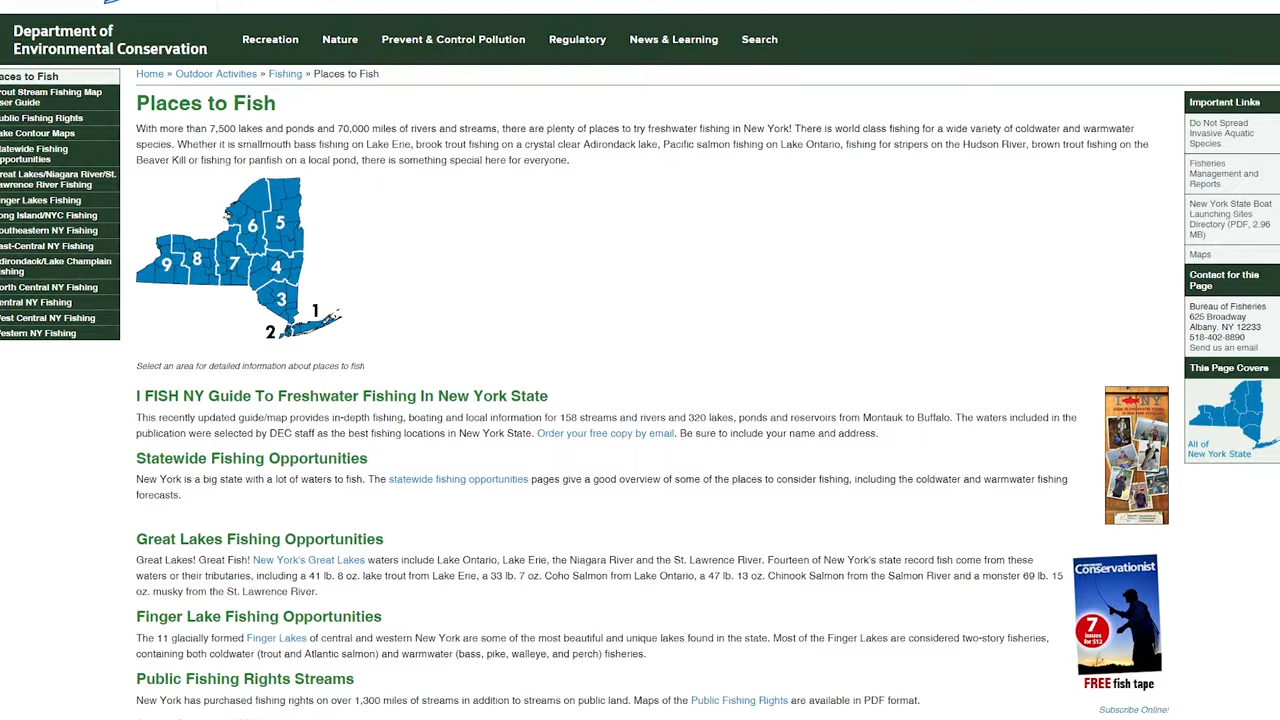 Department of
Environmental Conservation
Recreation
Nature
Prevent & Control Pollution
Regulatory
News & Learning
Search
aces to Fish
rout Stream Fishing Map
ser Guide
ublic Fishing Rights
ake Contour Maps
tatewide Fishing
pportunities
reat Lakes/Niagara River/St.
awrence River Fishing
inger Lakes Fishing
ong Island/NYC Fishing
outheastern NY Fishing
ast-Central NY Fishing
dirondack/Lake Champlain
ishing
orth Central NY Fishing
entral NY Fishing
est Central NY Fishing
estern NY Fishing
Home » Outdoor Activities » Fishing » Places to Fish
Places to Fish
With more than 7,500 lakes and ponds and 70,000 miles of rivers and streams, there are plenty of places to try freshwater fishing in New York! There is world class fishing for a wide variety of coldwater and warmwater
species. Whether it is smallmouth bass fishing on Lake Erie, brook trout fishing on a crystal clear Adirondack lake, Pacific salmon fishing on Lake Ontario, fishing for stripers on the Hudson River, brown trout fishing on the
Beaver Kill or fishing for panfish on a local pond, there is something special here for everyone.
6 5
9 8 7 4
3
1
2
Select an area for detailed information about places to fish
I FISH NY Guide To Freshwater Fishing In New York State
This recently updated guide/map provides in-depth fishing, boating and local information for 158 streams and rivers and 320 lakes, ponds and reservoirs from Montauk to Buffalo. The waters included in the
publication were selected by DEC staff as the best fishing locations in New York State. Order your free copy by email. Be sure to include your name and address.
Statewide Fishing Opportunities
New York is a big state with a lot of waters to fish. The statewide fishing opportunities pages give a good overview of some of the places to consider fishing, including the coldwater and warmwater fishing
forecasts.
Great Lakes Fishing Opportunities
Great Lakes! Great Fish! New York's Great Lakes waters include Lake Ontario, Lake Erie, the Niagara River and the St. Lawrence River. Fourteen of New York's state record fish come from these
waters or their tributaries, including a 41 lb. 8 oz. lake trout from Lake Erie, a 33 lb. 7 oz. Coho Salmon from Lake Ontario, a 47 lb. 13 oz. Chinook Salmon from the Salmon River and a monster 69 lb. 15
oz. musky from the St. Lawrence River.
Finger Lake Fishing Opportunities
The 11 glacially formed Finger Lakes of central and western New York are some of the most beautiful and unique lakes found in the state. Most of the Finger Lakes are considered two-story fisheries,
containing both coldwater (trout and Atlantic salmon) and warmwater (bass, pike, walleye, and perch) fisheries.
Public Fishing Rights Streams
New York has purchased fishing rights on over 1,300 miles of streams in addition to streams on public land. Maps of the Public Fishing Rights are available in PDF format.
Conservationist
7
issues
for $12
FREE fish tape
Subscribe Online!
Important Links
Do Not Spread
Invasive Aquatic
Species
Fisheries
Management and
Reports
New York State Boat
Launching Sites
Directory (PDF, 2.96
MB)
Maps
Contact for this
Page
Bureau of Fisheries
625 Broadway
Albany, NY 12233
518-402-8890
Send us an email
This Page Covers
All of
New York State